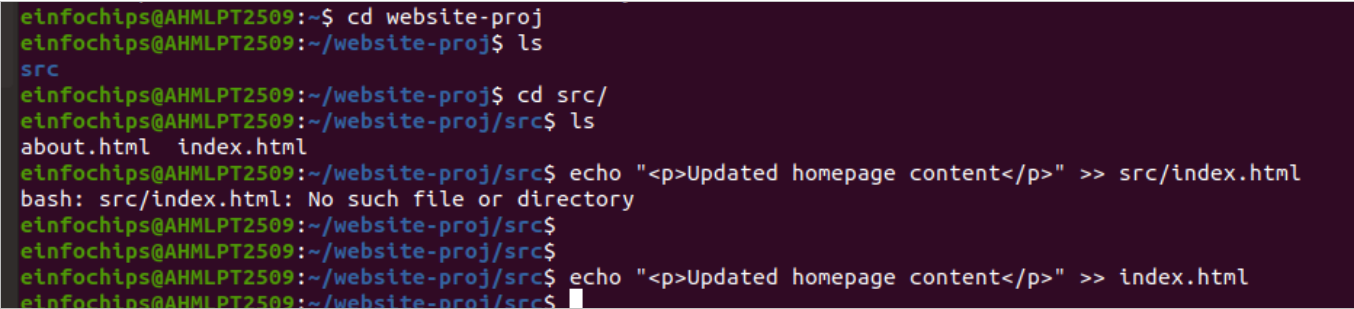 einfochips@AHMLPT2509:~$ cd website-proj
einfochips@AHMLPT2509:~/website-proj$ ls
src
einfochips@AHMLPT2509:~/website-proj$ cd src/
einfochips@AHMLPT2509:~/website-proj/src$ ls
about.html  index.html
einfochips@AHMLPT2509:~/website-proj/src$ echo "<p>Updated homepage content</p>" >> src/index.html
bash: src/index.html: No such file or directory
einfochips@AHMLPT2509:~/website-proj/src$
einfochips@AHMLPT2509:~/website-proj/src$
einfochips@AHMLPT2509:~/website-proj/src$ echo "<p>Updated homepage content</p>" >> index.html
einfochips@AHMLPT2509:~/website-proj/src$